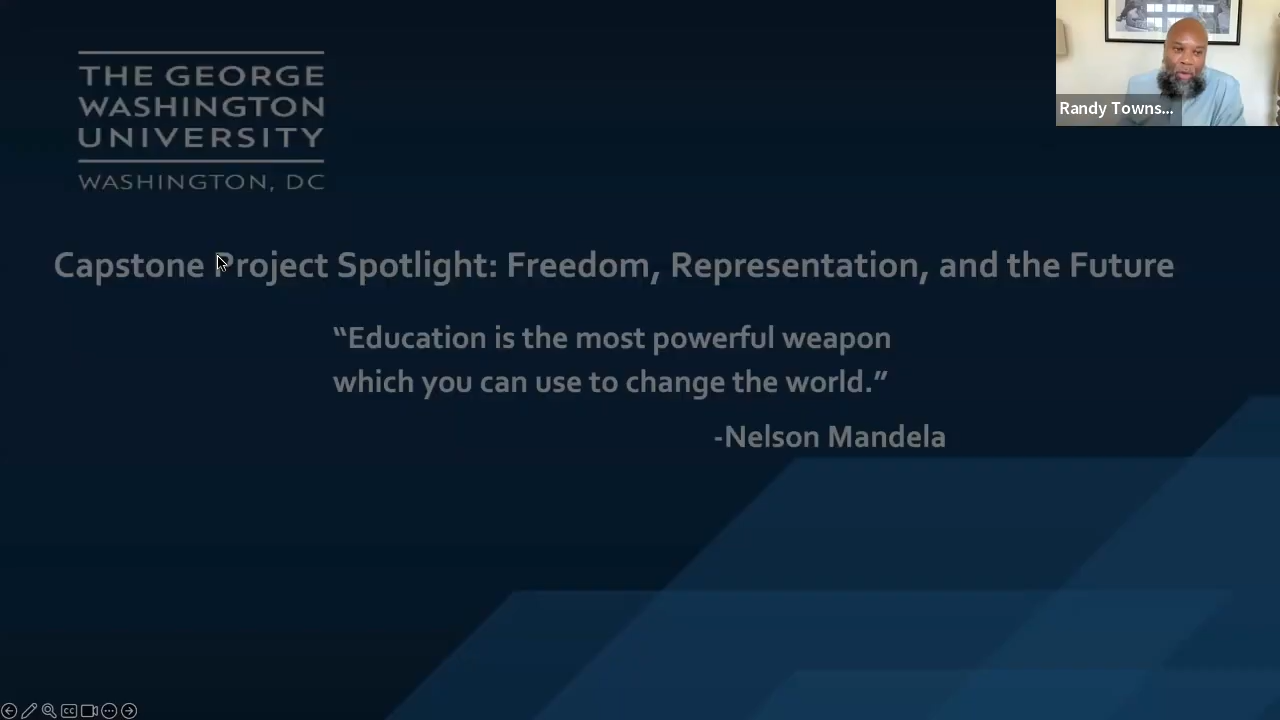 THE GEORGE
WASHINGTON
UNIVERSITY
WASHINGTON, DC
Randy Towns...
Capstone Project Spotlight: Freedom, Representation, and the Future
“Education is the most powerful weapon
which you can use to change the world.”
-Nelson Mandela
CC